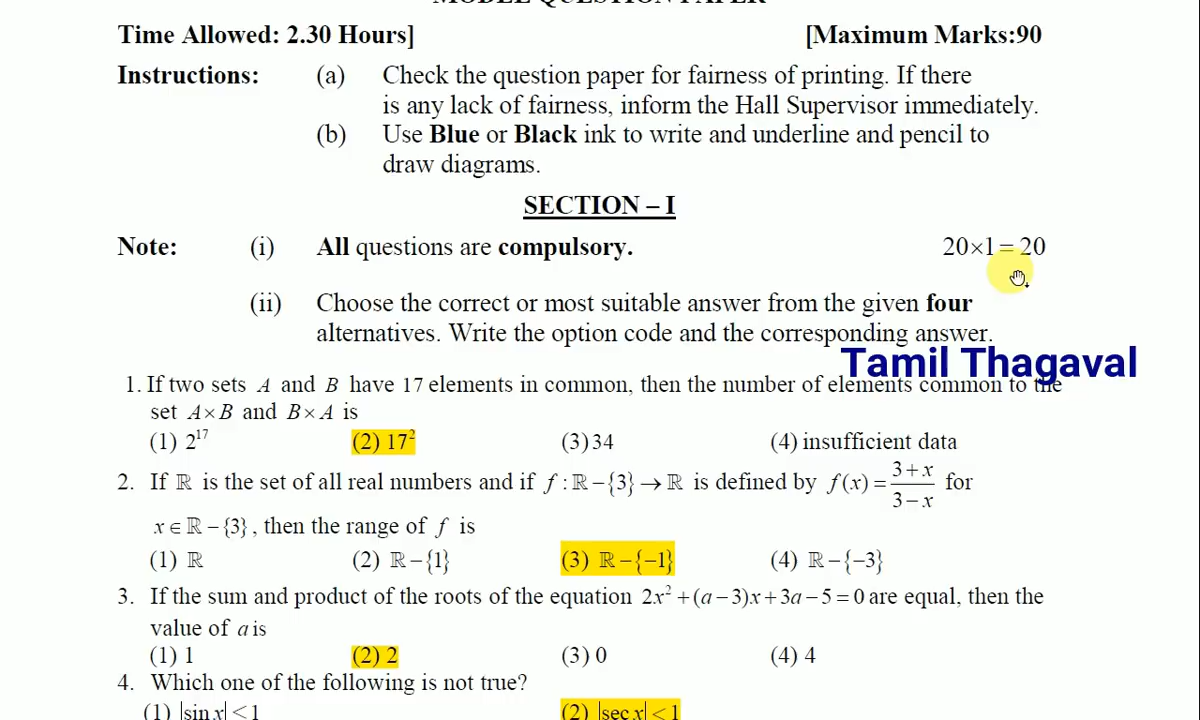 MODEL QUESTION PAPER
Time Allowed: 2.30 Hours] [Maximum Marks:90
Instructions: (a) Check the question paper for fairness of printing. If there
is any lack of fairness, inform the Hall Supervisor immediately.
(b) Use Blue or Black ink to write and underline and pencil to
draw diagrams.
SECTION – I
Note: (i) All questions are compulsory. 20×1=20
(ii) Choose the correct or most suitable answer from the given four
alternatives. Write the option code and the corresponding answer.
Tamil Thagaval
1. If two sets A and B have 17 elements in common, then the number of elements common to the
set A×B and B×A is
(1) 2¹⁷ (2) 17² (3) 34 (4) insufficient data
2. If ℝ is the set of all real numbers and if f : ℝ−{3} → ℝ is defined by f(x) = (3+x)/(3−x) for
x ∈ ℝ−{3}, then the range of f is
(1) ℝ (2) ℝ−{1} (3) ℝ−{−1} (4) ℝ−{−3}
3. If the sum and product of the roots of the equation 2x²+(a−3)x+3a−5=0 are equal, then the
value of a is
(1) 1 (2) 2 (3) 0 (4) 4
4. Which one of the following is not true?
(1) |sin x| < 1 (2) |sec x| < 1